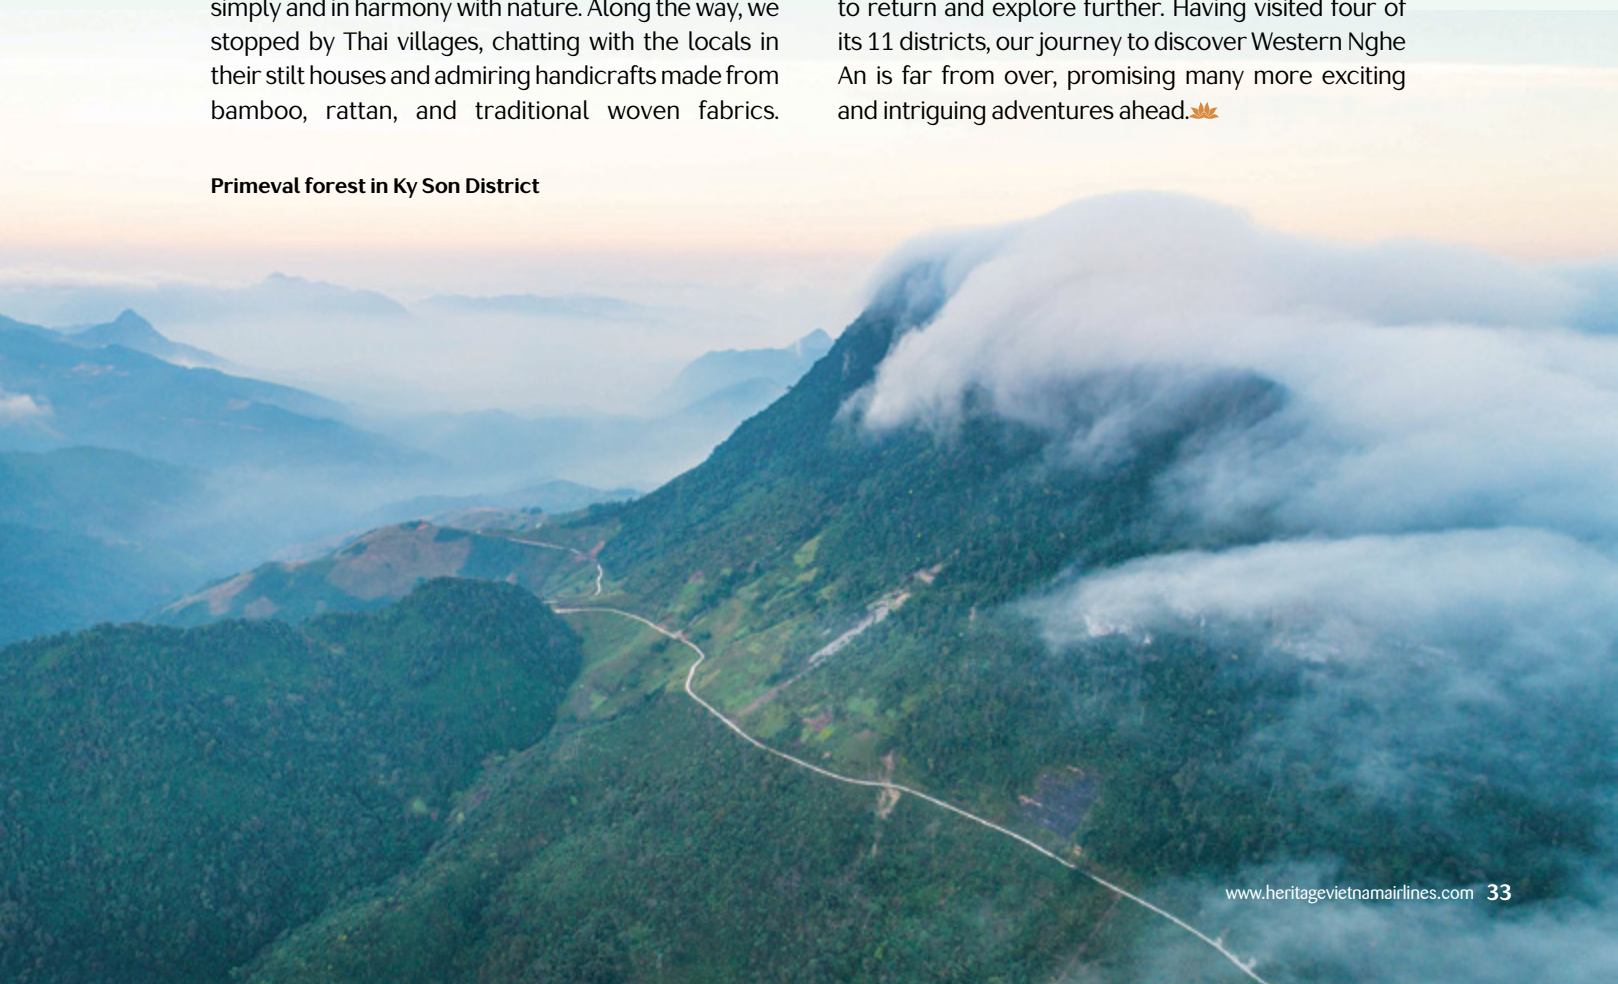 simply and in harmony with nature. Along the way, we
stopped by Thai villages, chatting with the locals in
their stilt houses and admiring handicrafts made from
bamboo, rattan, and traditional woven fabrics.
to return and explore further. Having visited four of
its 11 districts, our journey to discover Western Nghe
An is far from over, promising many more exciting
and intriguing adventures ahead.
Primeval forest in Ky Son District
www.heritagevietnamairlines.com 33